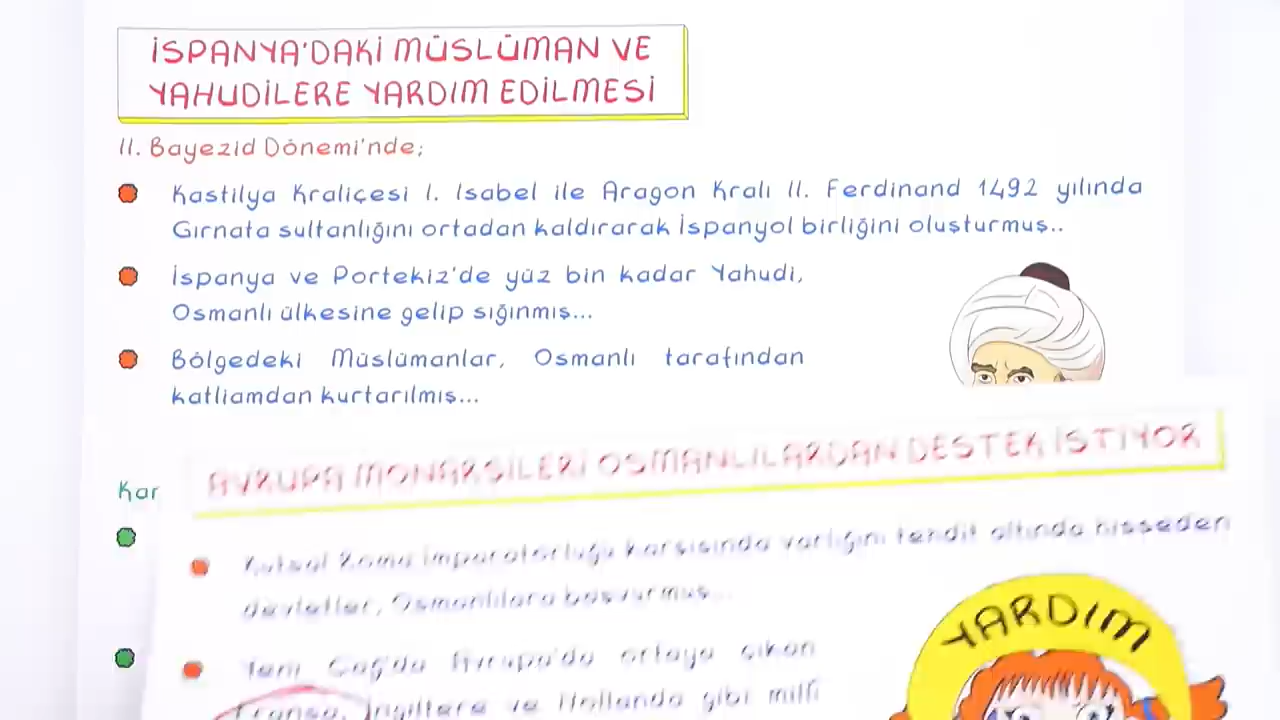 İSPANYA'DAKİ MÜSLÜMAN VE
YAHUDİLERE YARDIM EDİLMESİ
II. Bayezid Dönemi'nde;
Kastilya Kraliçesi I. Isabel ile Aragon Kralı II. Ferdinand 1492 yılında
Gırnata sultanlığını ortadan kaldırarak İspanyol birliğini oluşturmuş..
İspanya ve Portekiz'de yüz bin kadar Yahudi,
Osmanlı ülkesine gelip sığınmış...
Bölgedeki Müslümanlar, Osmanlı tarafından
katliamdan kurtarılmış...
Kar
AVRUPA MONARŞİLERİ OSMANLILARDAN DESTEK İSTİYOR
Kutsal Roma İmparatorluğu karşısında varlığını tehdit altında hisseden
devletler, Osmanlılara başvurmuş...
YARDIM
Yeni Çağ'da Avrupa'da ortaya çıkan
Fransa, İngiltere ve Hollanda gibi milli